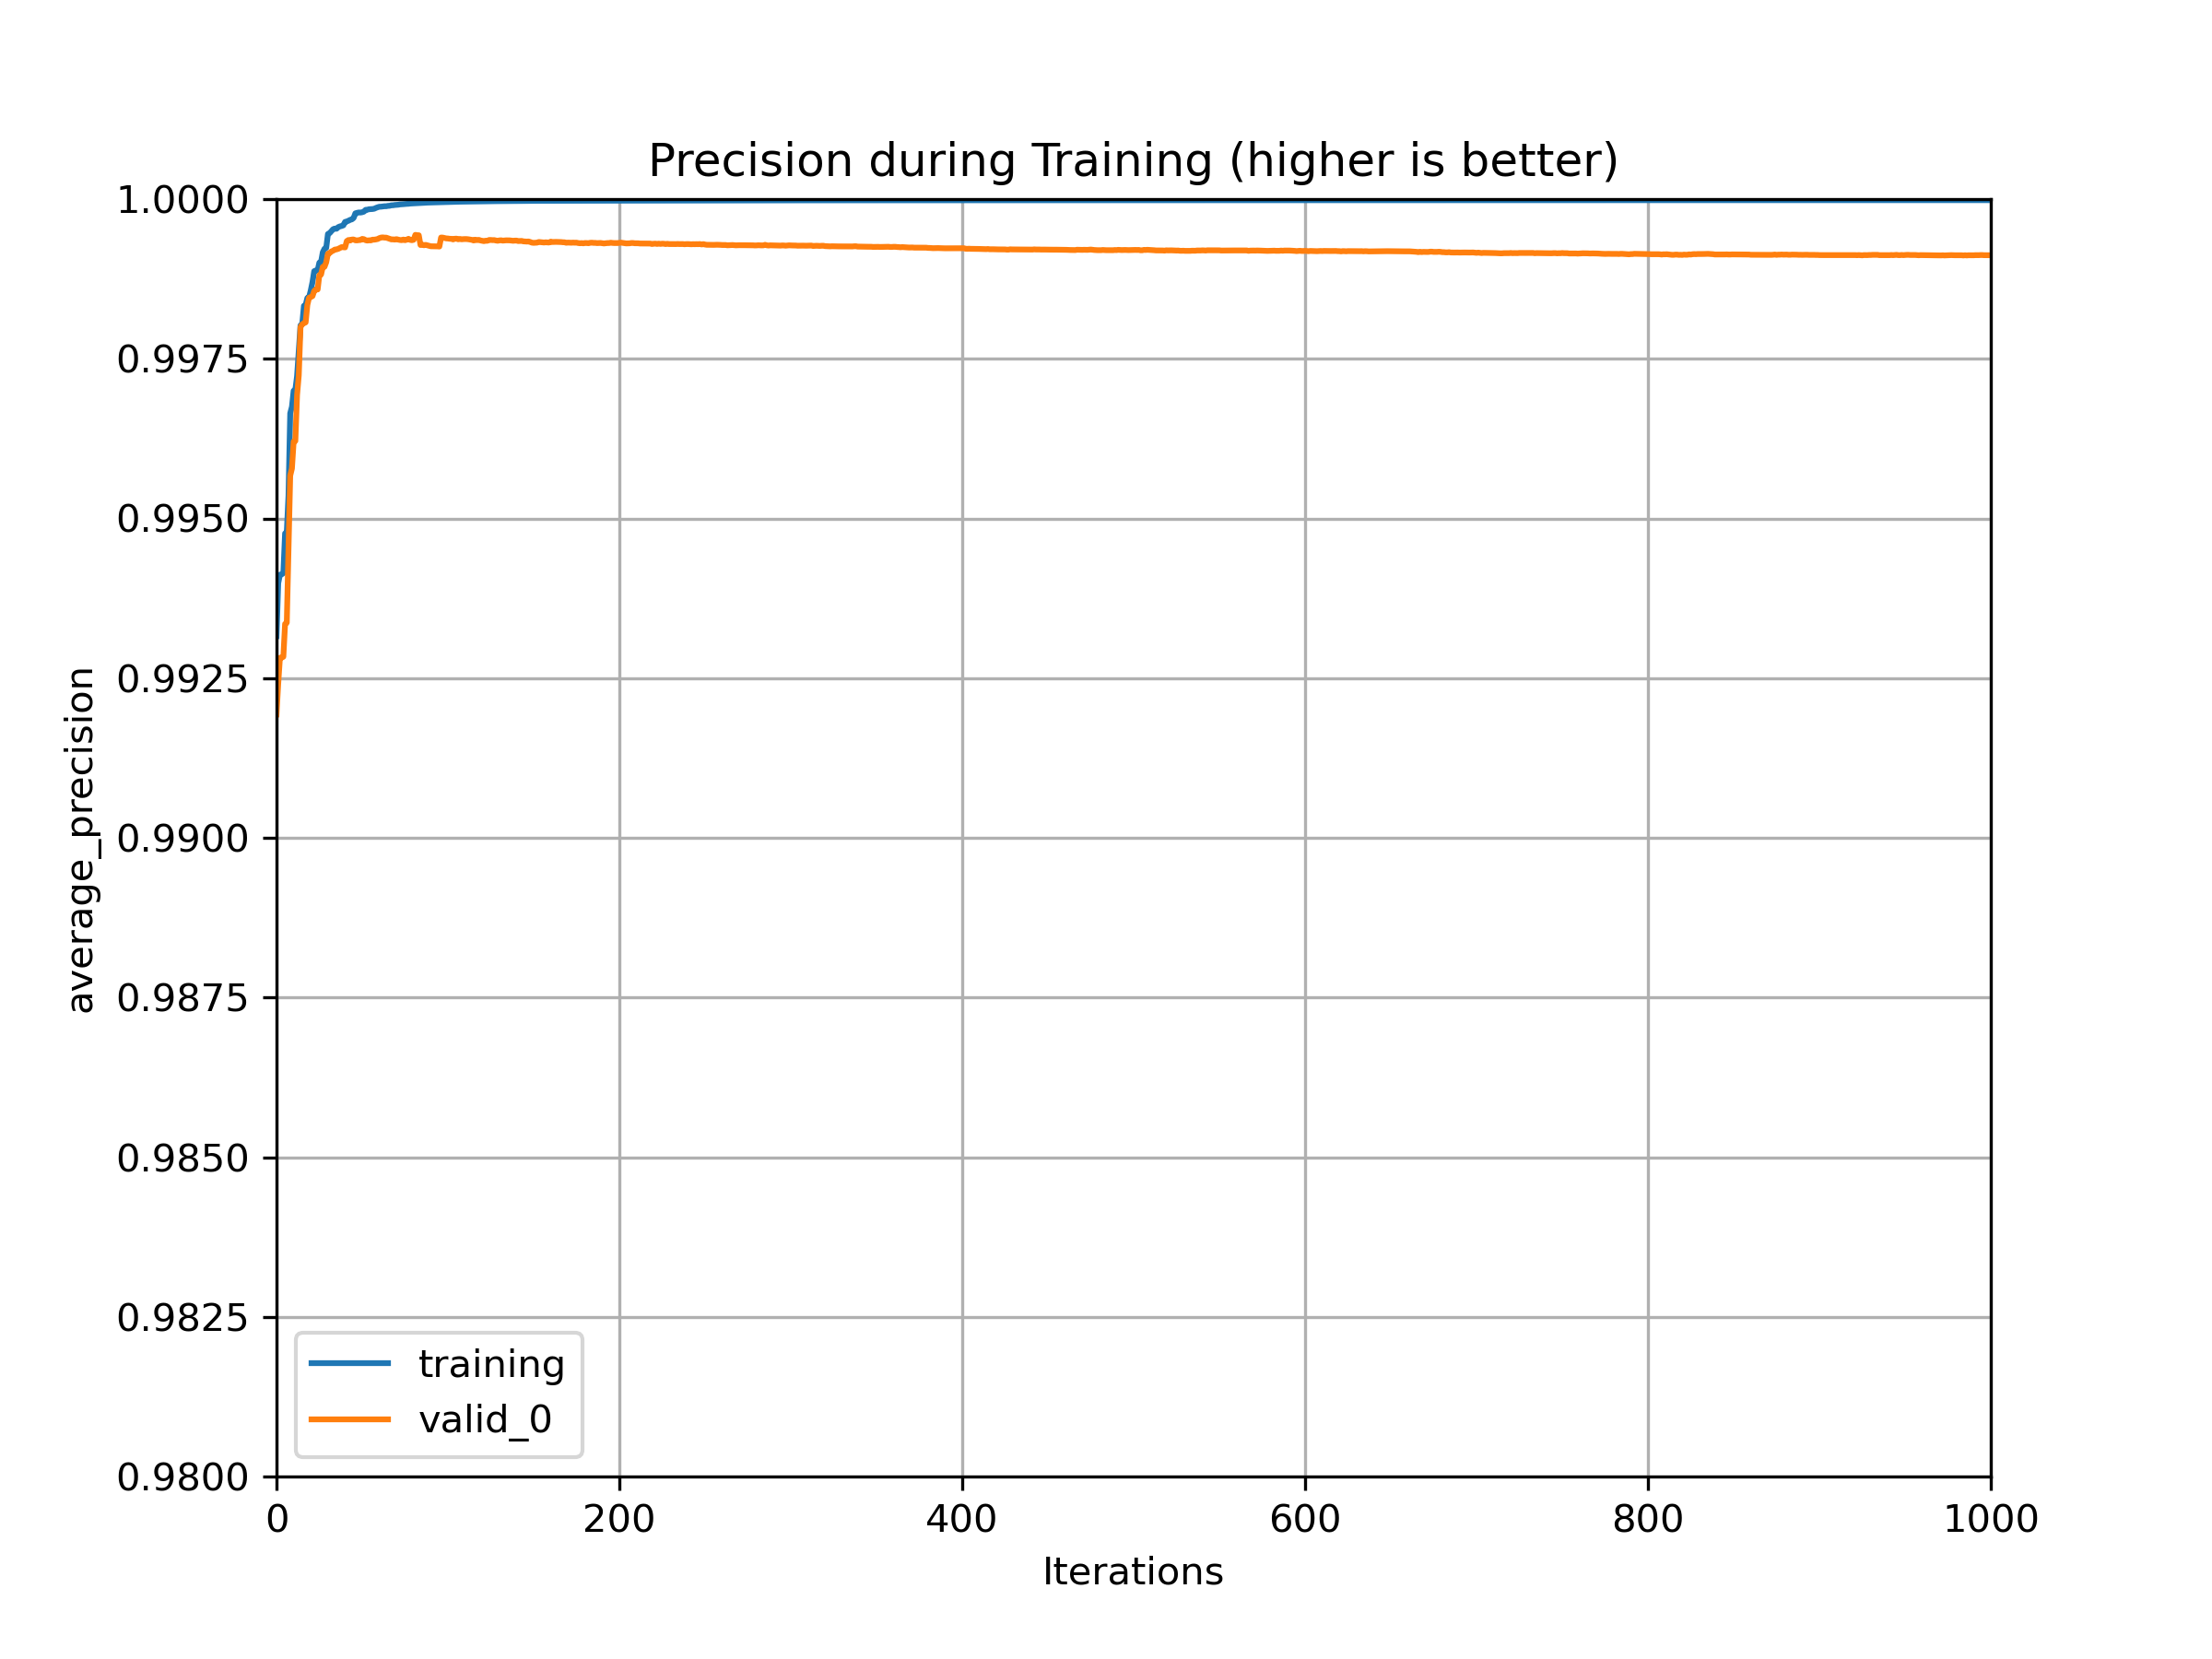 Precision during Training (higher is better)
1.0000
0.9975
0.9950
0.9925
0.9900
0.9875
0.9850
0.9825
0.9800
average_precision
training
valid_0
0 200 400 600 800 1000
Iterations